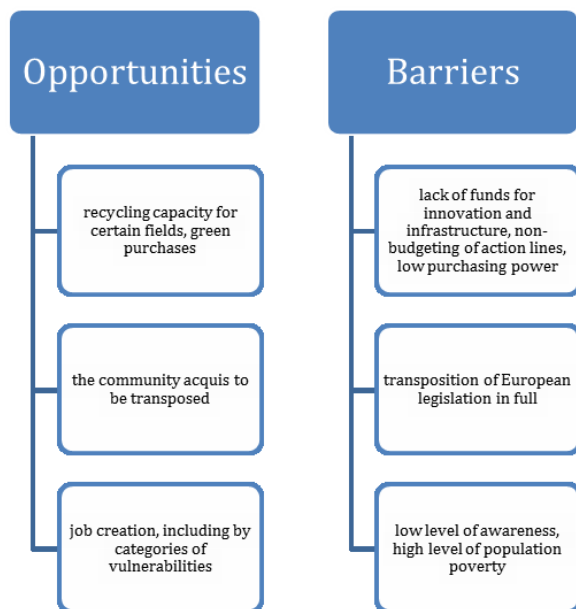 Opportunities
recycling capacity for
certain fields, green
purchases
the community acquis to
be transposed
job creation, including by
categories of
vulnerabilities
Barriers
lack of funds for
innovation and
infrastructure, non-
budgeting of action lines,
low purchasing power
transposition of European
legislation in full
low level of awareness,
high level of population
poverty